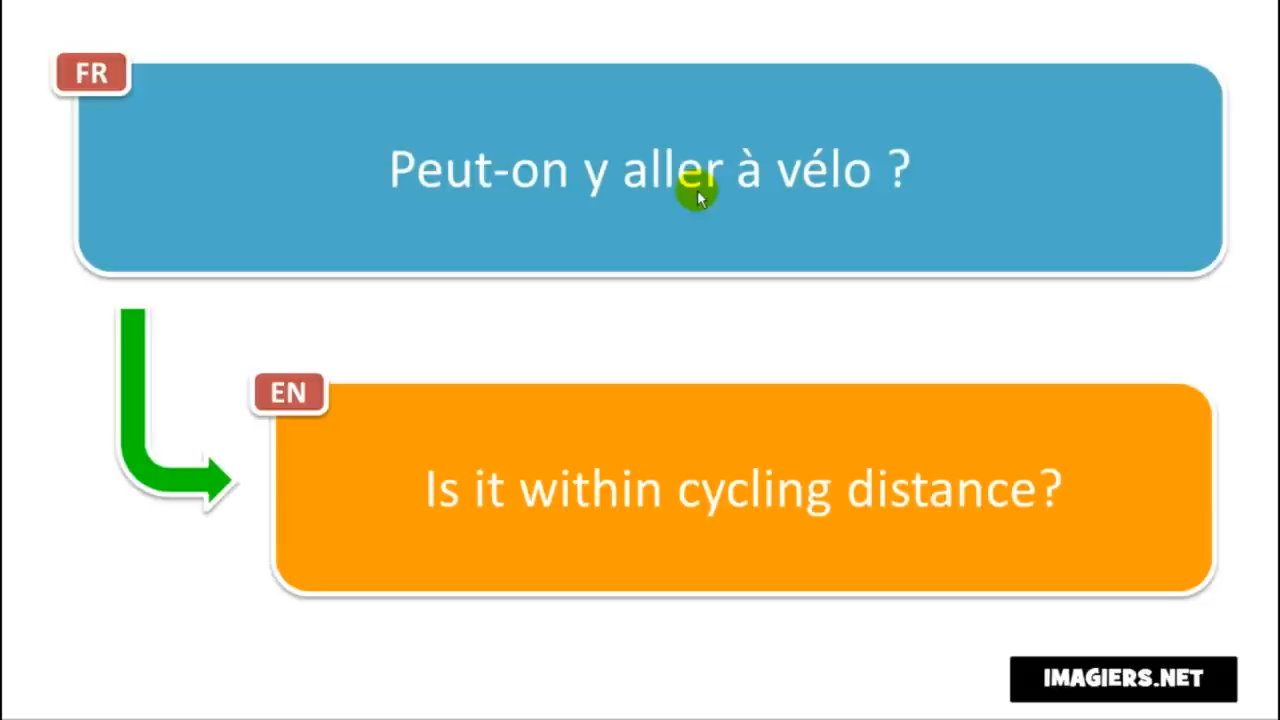 FR
Peut-on y aller à vélo ?
EN
Is it within cycling distance?
IMAGIERS.NET